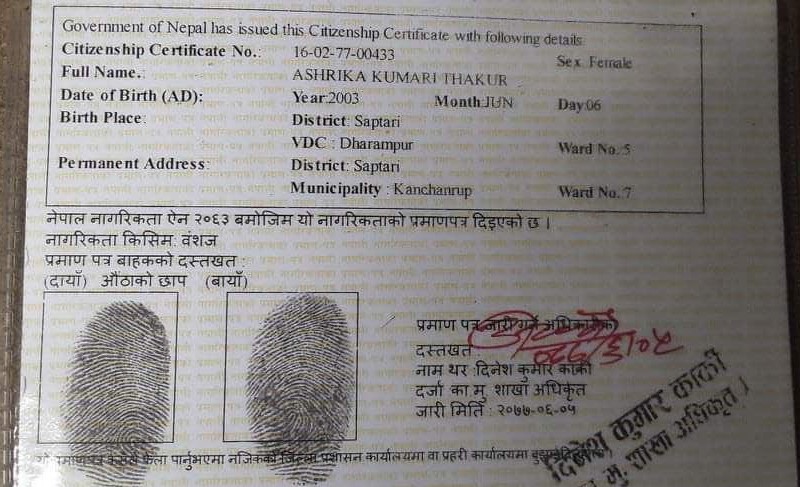 Government of Nepal has issued this Citizenship Certificate with following details
Citizenship Certificate No.: 16-02-77-00433 Sex Female
Full Name.: ASHRIKA KUMARI THAKUR
Date of Birth (AD): Year:2003 Month:JUN Day:06
Birth Place: District: Saptari
VDC : Dharampur Ward No.:5
Permanent Address: District: Saptari
Municipality : Kanchanrup Ward No.:7
नेपाल नागरिकता ऐन २०६३ बमोजिम यो नागरिकताको प्रमाणपत्र दिइएको छ ।
नागरिकता किसिम: वंशज
प्रमाण पत्र बाहकको दस्तखत :
(दायाँ) औंठाको छाप (बायाँ)
प्रमाण पत्र जारी गर्ने अधिकारीको
दस्तखत :
नाम थर :दिनेश कुमार कार्की
दर्जा का.मु. शाखा अधिकृत
जारी मिति : २०७७-०६-०५
दिनेश कुमार कार्की
मु. शाखा अधिकृत ।
यो प्रमाणपत्र कसैले फेला पार्नुभएमा नजिकको जिल्ला प्रशासन कार्यालयमा वा प्रहरी कार्यालयमा